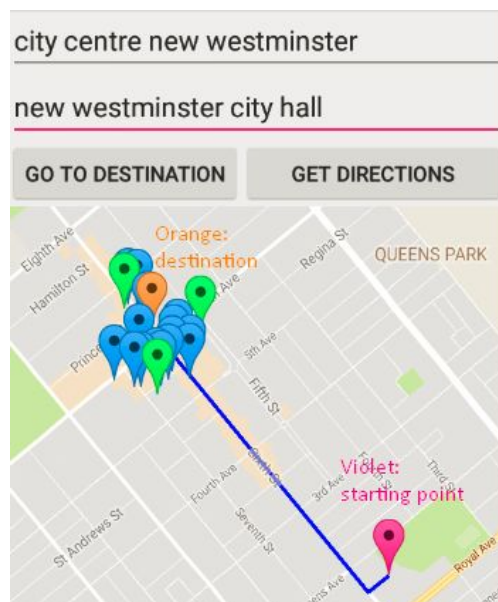 city centre new westminster
new westminster city hall
GO TO DESTINATION
GET DIRECTIONS
Orange:
destination
Eighth Ave
Regina St
QUEENS PARK
Hamilton St
Ave
5th Ave
Fifth St
Sixth St
Fourth Ave
Violet:
starting point
3rd Ave
Third St
Seventh St
St Andrews St
Royal Ave